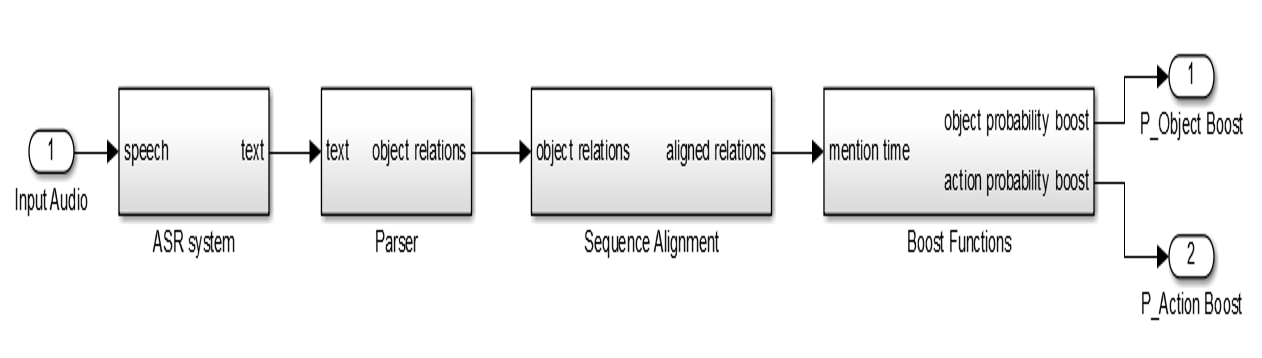 1
Input Audio
speech
text
ASR system
text
object relations
Parser
object relations
aligned relations
Sequence Alignment
mention time
object probability boost
action probability boost
Boost Functions
1
P_Object Boost
2
P_Action Boost